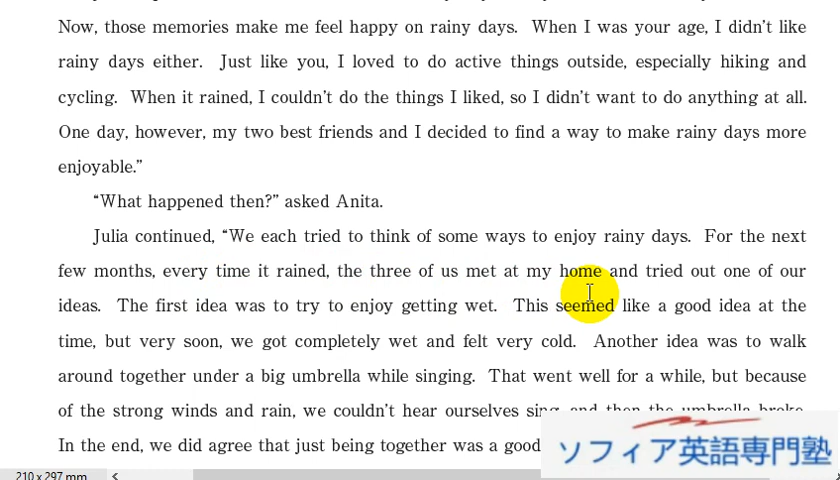 Now, those memories make me feel happy on rainy days. When I was your age, I didn't like
rainy days either. Just like you, I loved to do active things outside, especially hiking and
cycling. When it rained, I couldn't do the things I liked, so I didn't want to do anything at all.
One day, however, my two best friends and I decided to find a way to make rainy days more
enjoyable."
"What happened then?" asked Anita.
Julia continued, "We each tried to think of some ways to enjoy rainy days. For the next
few months, every time it rained, the three of us met at my home and tried out one of our
ideas. The first idea was to try to enjoy getting wet. This seemed like a good idea at the
time, but very soon, we got completely wet and felt very cold. Another idea was to walk
around together under a big umbrella while singing. That went well for a while, but because
of the strong winds and rain, we couldn't hear ourselves sing, and then the umbrella broke.
In the end, we did agree that just being together was a good
ソフィア英語専門塾
210 x 297 mm